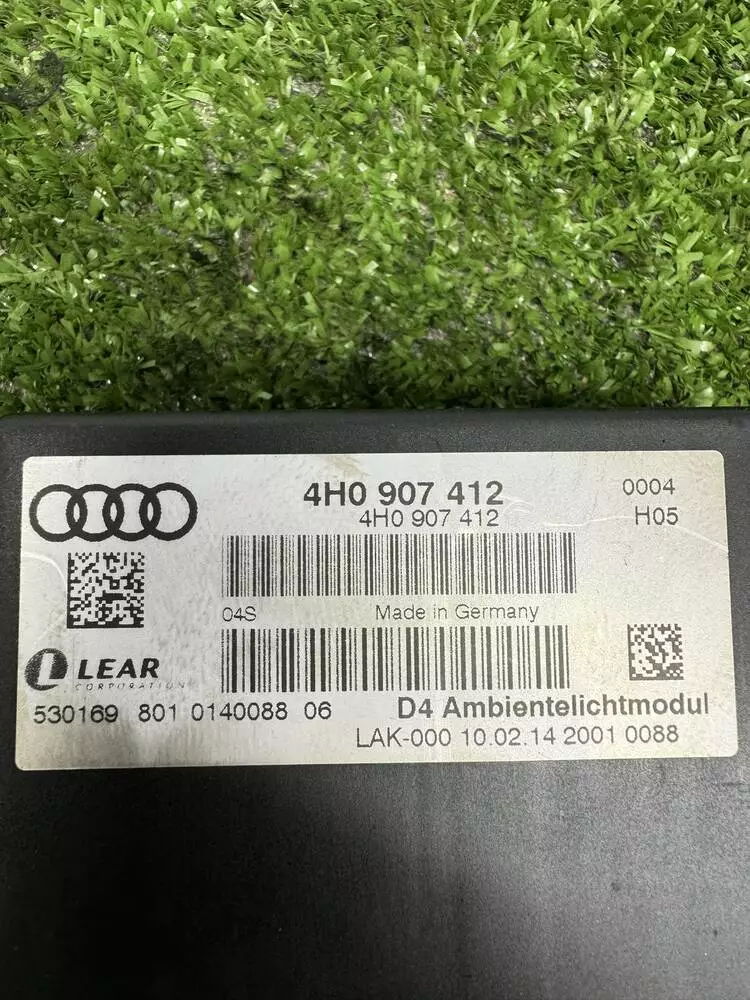 4H0 907 412
4H0 907 412
0004
H05
04S
Made in Germany
LEAR
CORPORATION
530169 801 0140088 06
D4 Ambientelichtmodul
LAK-000 10.02.14 2001 0088